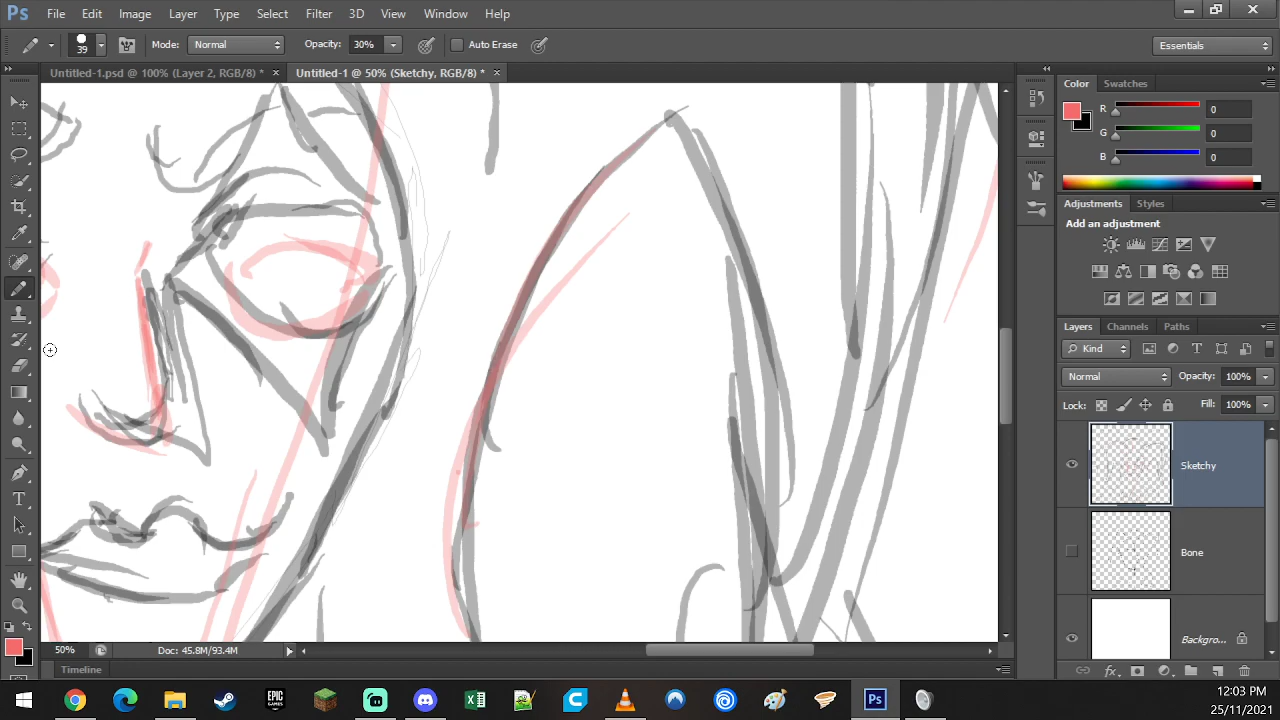 Ps File Edit Image Layer Type Select Filter 3D View Window Help
39 Mode: Normal Opacity: 30% Auto Erase Essentials
Untitled-1.psd @ 100% (Layer 2, RGB/8) * × Untitled-1 @ 50% (Sketchy, RGB/8) * ×
Color Swatches
R 0
G 0
B 0
Adjustments Styles
Add an adjustment
Layers Channels Paths
Kind
Normal Opacity: 100%
Lock: Fill: 100%
Sketchy
Bone
Backgro...
50% Doc: 45.8M/93.4M
Timeline
EPIC GAMES
Ps
12:03 PM
25/11/2021